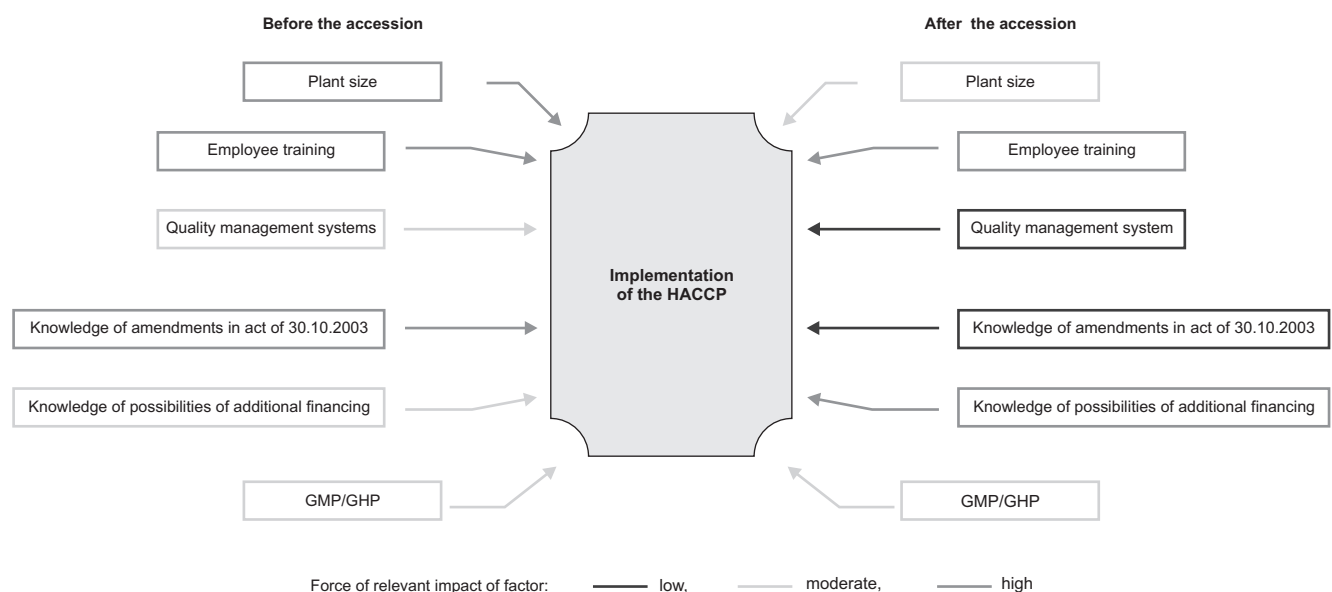 Before the accession
After the accession
Plant size
Plant size
Employee training
Employee training
Quality management systems
Quality management system
Implementation
of the HACCP
Knowledge of amendments in act of 30.10.2003
Knowledge of amendments in act of 30.10.2003
Knowledge of possibilities of additional financing
Knowledge of possibilities of additional financing
GMP/GHP
GMP/GHP
Force of relevant impact of factor: low, moderate, high